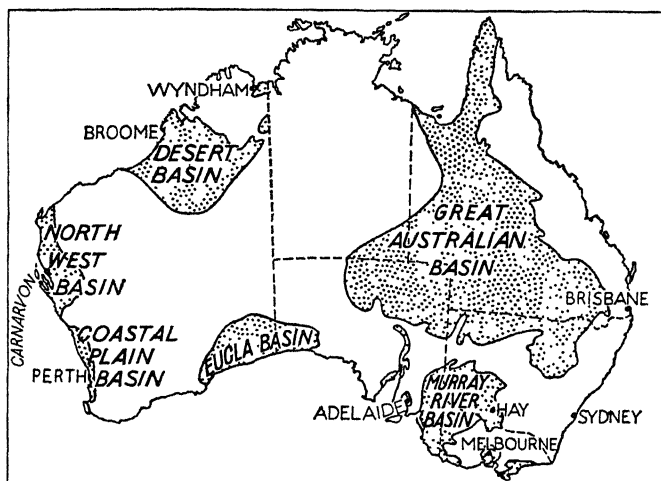 WYNDHAM
BROOME
DESERT
BASIN
GREAT
AUSTRALIAN
BASIN
NORTH
WEST
BASIN
CARNARVON
BRISBANE
COASTAL
PLAIN
BASIN
EUCLA BASIN
PERTH
MURRAY
RIVER
BASIN
ADELAIDE
HAY
SYDNEY
MELBOURNE